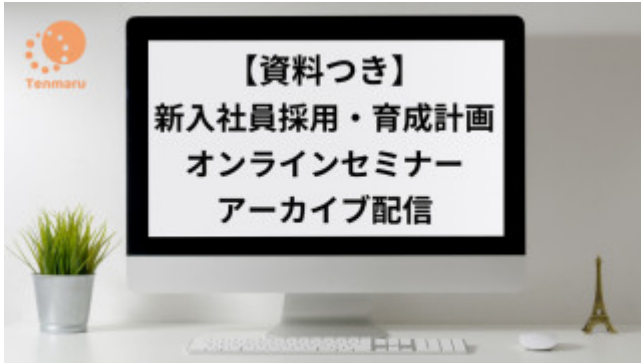 Tenmaru
【資料つき】
新入社員採用・育成計画
オンラインセミナー
アーカイブ配信